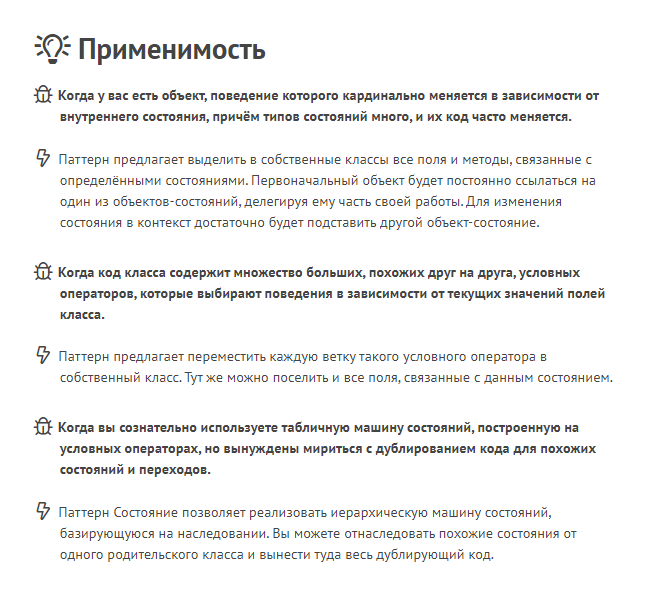 Применимость
Когда у вас есть объект, поведение которого кардинально меняется в зависимости от
внутреннего состояния, причём типов состояний много, и их код часто меняется.
Паттерн предлагает выделить в собственные классы все поля и методы, связанные с
определёнными состояниями. Первоначальный объект будет постоянно ссылаться на
один из объектов-состояний, делегируя ему часть своей работы. Для изменения
состояния в контекст достаточно будет подставить другой объект-состояние.
Когда код класса содержит множество больших, похожих друг на друга, условных
операторов, которые выбирают поведения в зависимости от текущих значений полей
класса.
Паттерн предлагает переместить каждую ветку такого условного оператора в
собственный класс. Тут же можно поселить и все поля, связанные с данным состоянием.
Когда вы сознательно используете табличную машину состояний, построенную на
условных операторах, но вынуждены мириться с дублированием кода для похожих
состояний и переходов.
Паттерн Состояние позволяет реализовать иерархическую машину состояний,
базирующуюся на наследовании. Вы можете отнаследовать похожие состояния от
одного родительского класса и вынести туда весь дублирующий код.